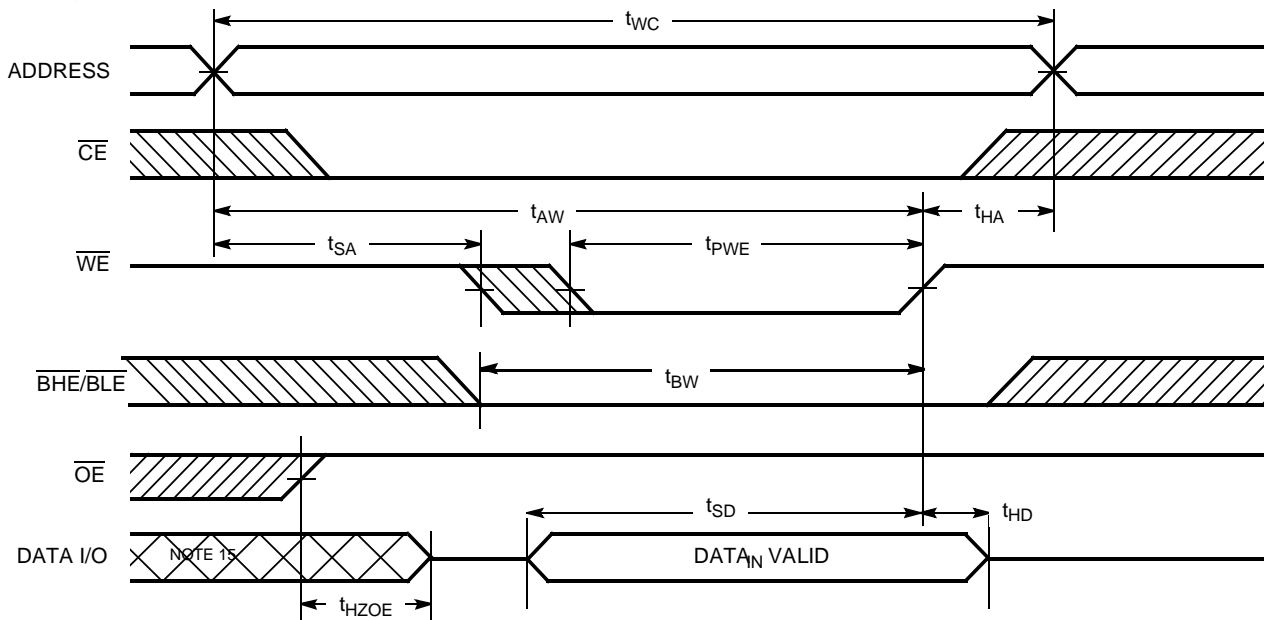 tWC
ADDRESS
CE
tAW
tHA
tSA
tPWE
WE
tBW
BHE/BLE
OE
tSD
tHD
DATA I/O
NOTE 15
DATAIN VALID
tHZOE